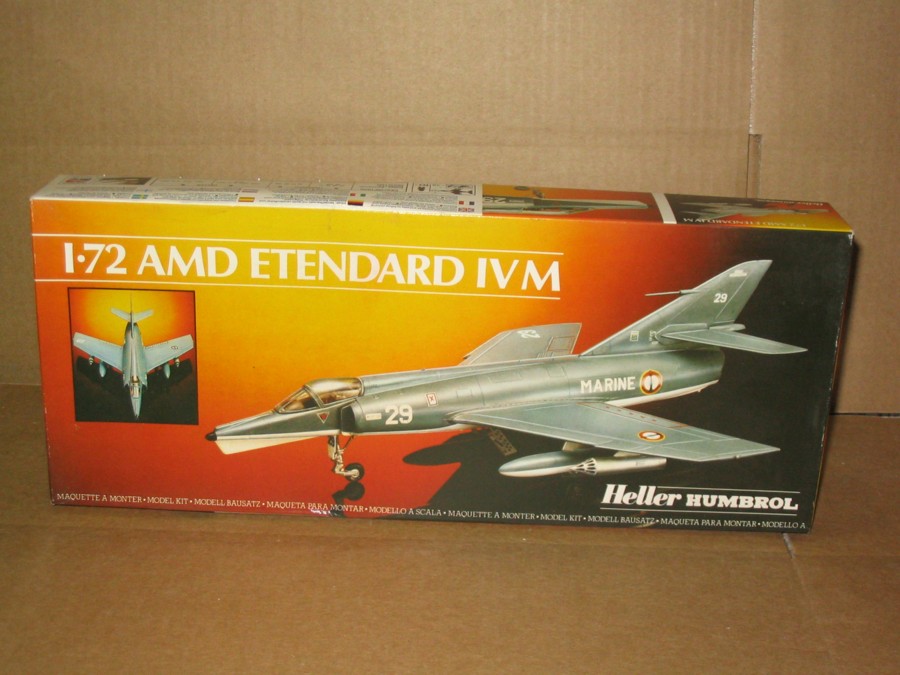 1·72 AMD ETENDARD IVM
29
MARINE
29
Heller HUMBROL
MAQUETTE A MONTER • MODEL KIT • MODELL BAUSATZ • MAQUETA PARA MONTAR • MODELLO A SCALA • MAQUETTE A MONTER • MODEL KIT • MODELL BAUSATZ • MAQUETA PARA MONTAR • MODELLO A